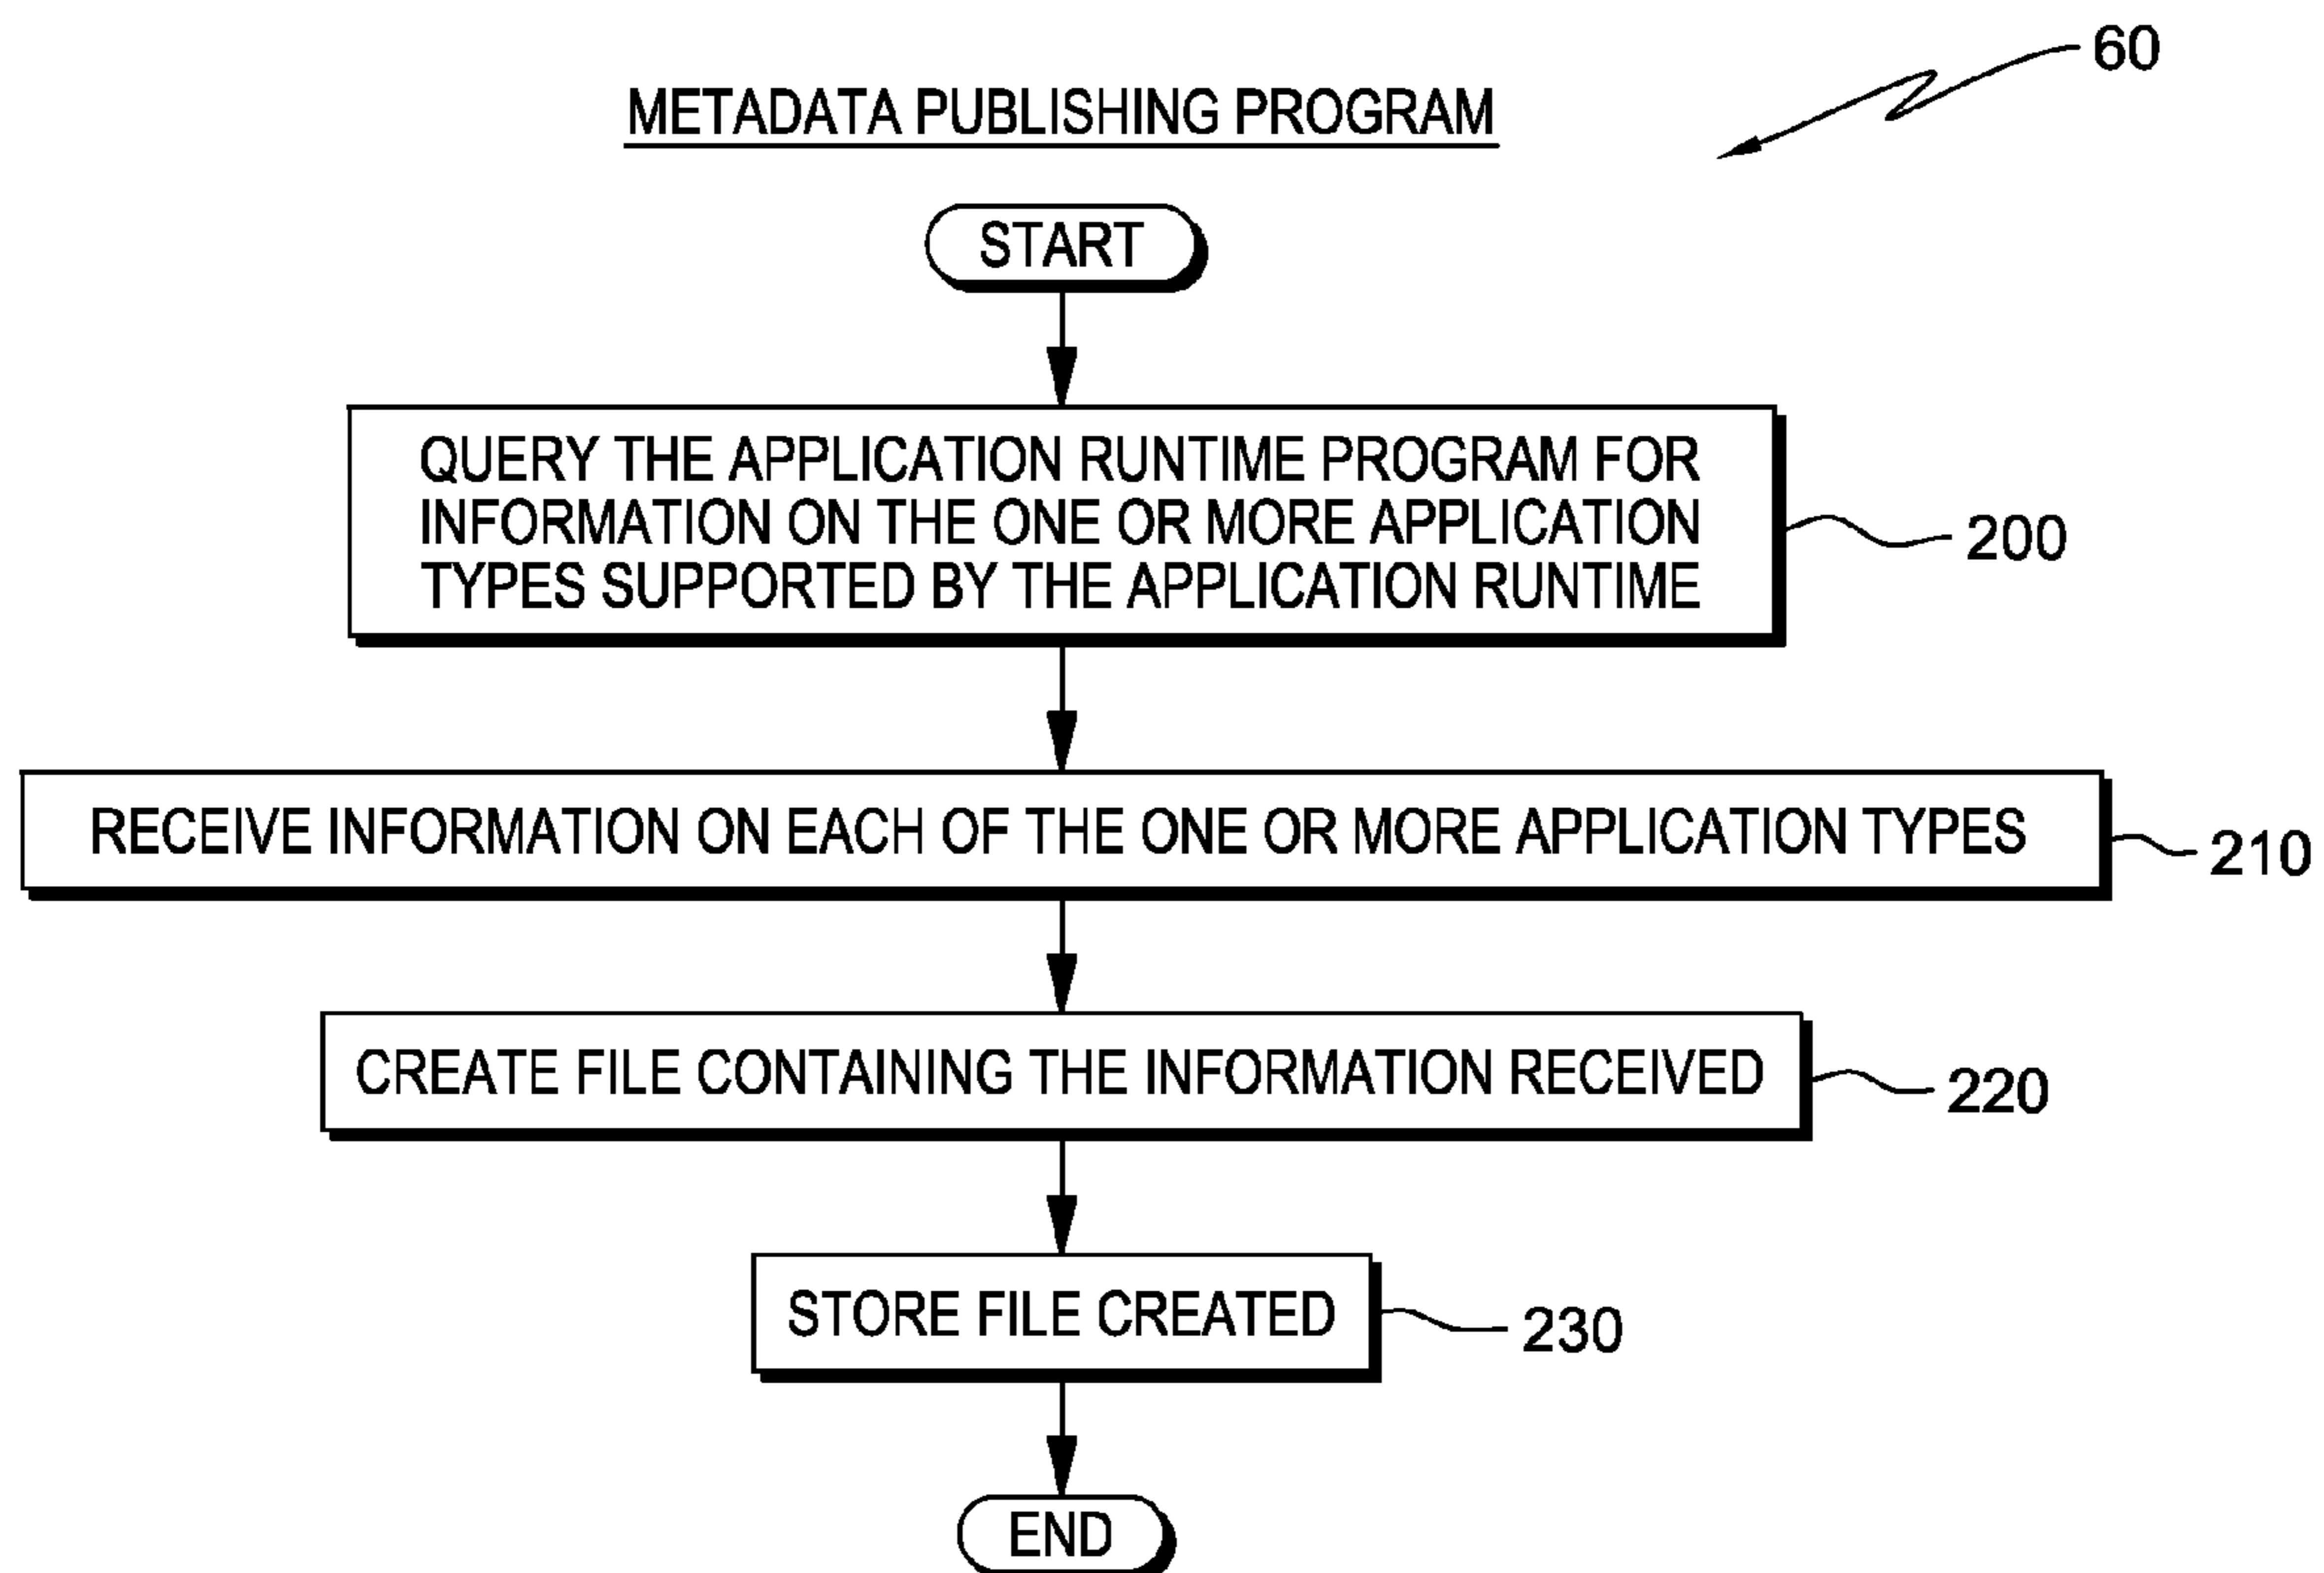 60
METADATA PUBLISHING PROGRAM
START
QUERY THE APPLICATION RUNTIME PROGRAM FOR
INFORMATION ON THE ONE OR MORE APPLICATION
TYPES SUPPORTED BY THE APPLICATION RUNTIME
200
RECEIVE INFORMATION ON EACH OF THE ONE OR MORE APPLICATION TYPES
210
CREATE FILE CONTAINING THE INFORMATION RECEIVED
220
STORE FILE CREATED
230
END